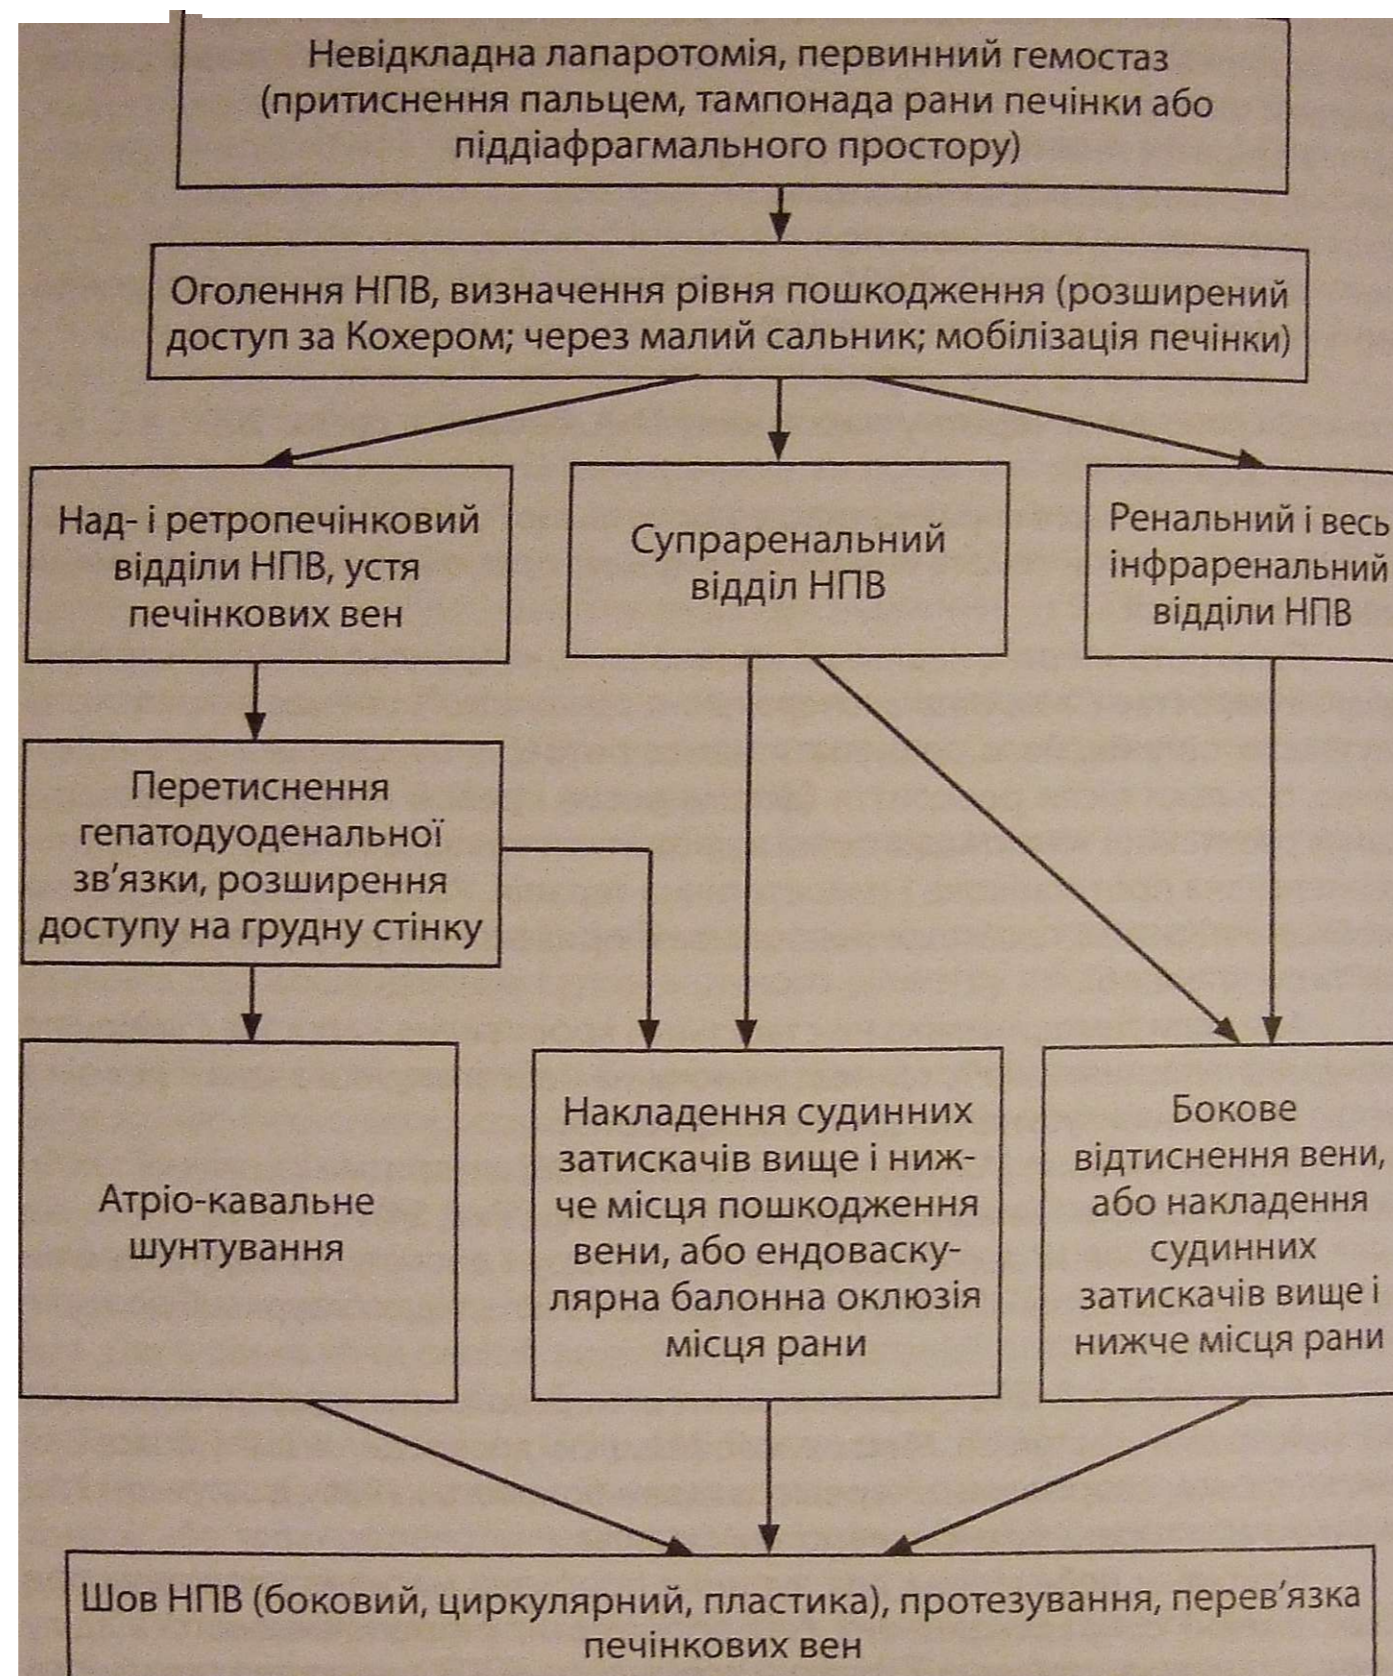 Невідкладна лапаротомія, первинний гемостаз
(притиснення пальцем, тампонада рани печінки або
піддіафрагмального простору)
Оголення НПВ, визначення рівня пошкодження (розширений
доступ за Кохером; через малий сальник; мобілізація печінки)
Над- і ретропечінковий
відділи НПВ, устя
печінкових вен
Супраренальний
відділ НПВ
Ренальний і весь
інфраренальний
відділи НПВ
Перетиснення
гепатодуоденальної
зв’язки, розширення
доступу на грудну стінку
Атріо-кавальне
шунтування
Накладення судинних
затискачів вище і ниж-
че місця пошкодження
вени, або ендоваску-
лярна балонна оклюзія
місця рани
Бокове
відтиснення вени,
або накладення
судинних
затискачів вище і
нижче місця рани
Шов НПВ (боковий, циркулярний, пластика), протезування, перев’язка
печінкових вен